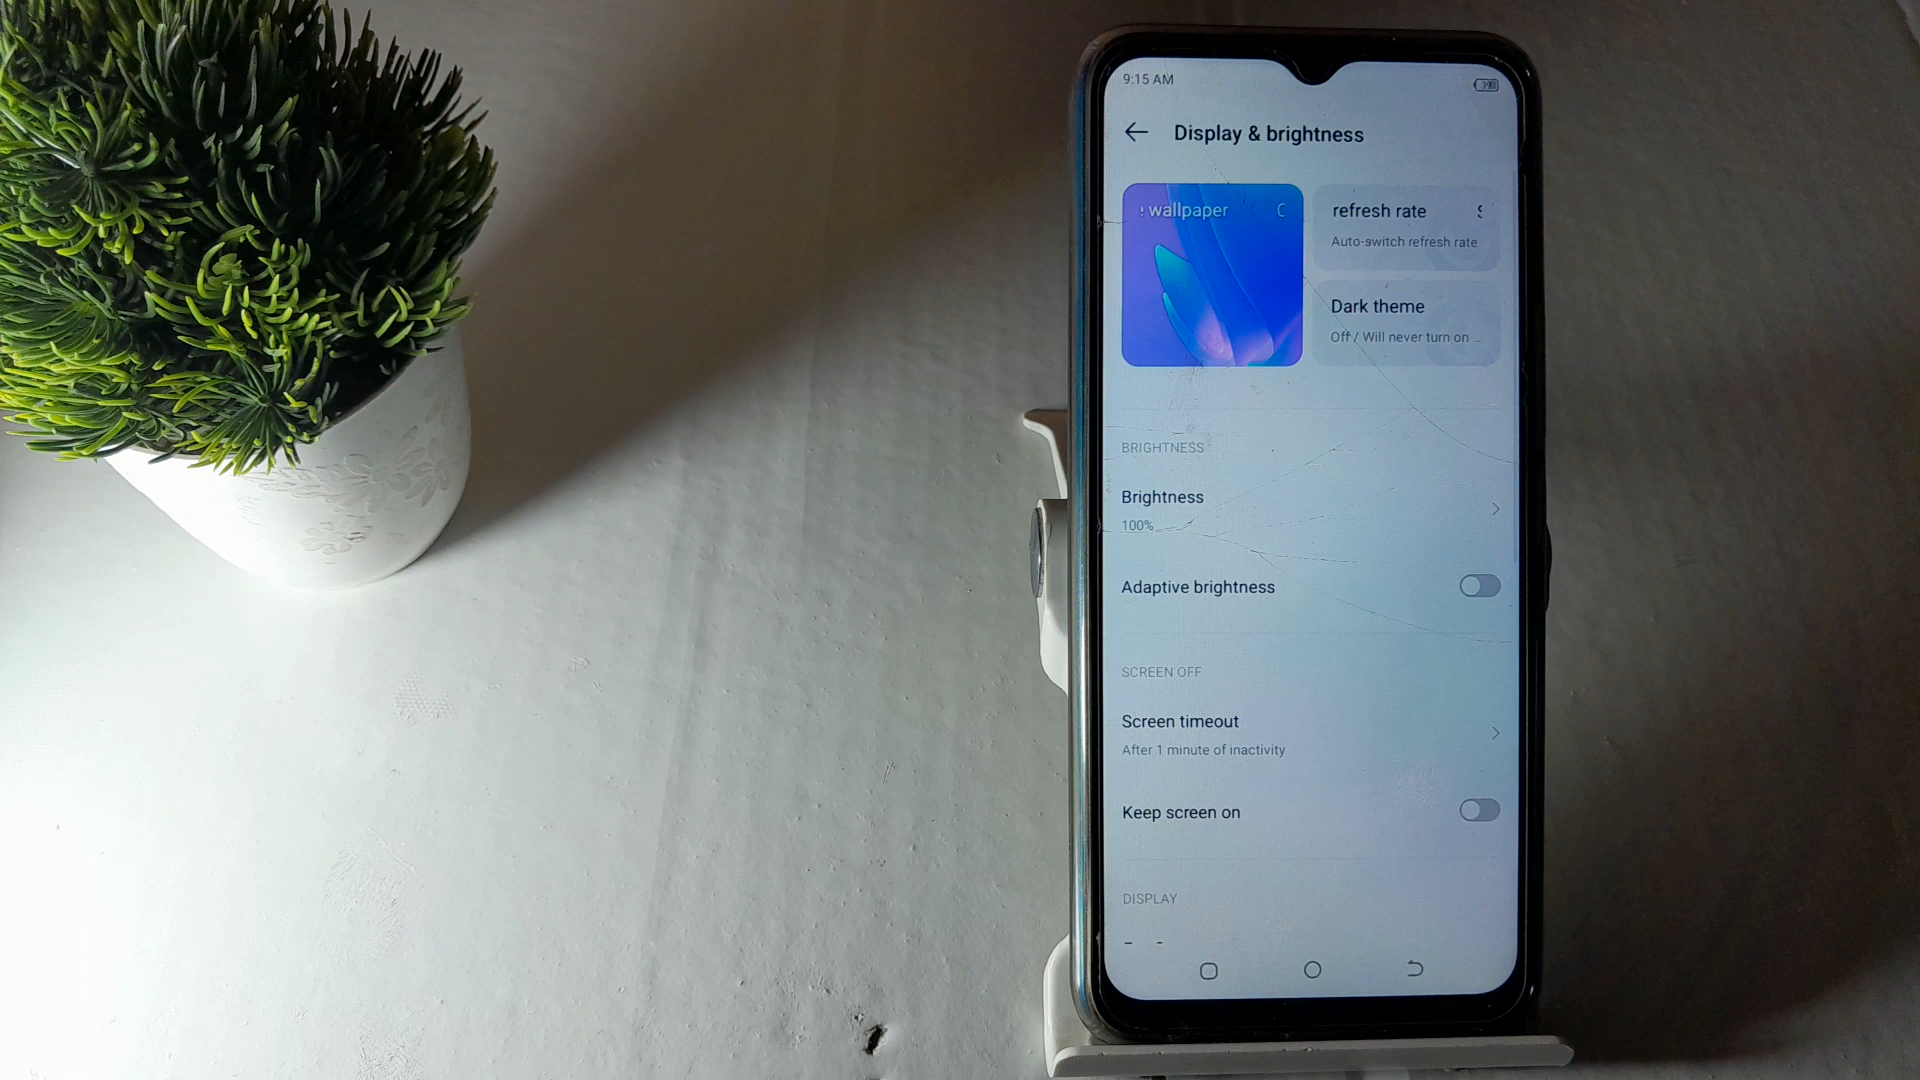 9:15 AM
Display & brightness
wallpaper
refresh rate
Auto-switch refresh rate
Dark theme
Off / Will never turn on ...
BRIGHTNESS
Brightness
100%
Adaptive brightness
SCREEN OFF
Screen timeout
After 1 minute of inactivity
Keep screen on
DISPLAY